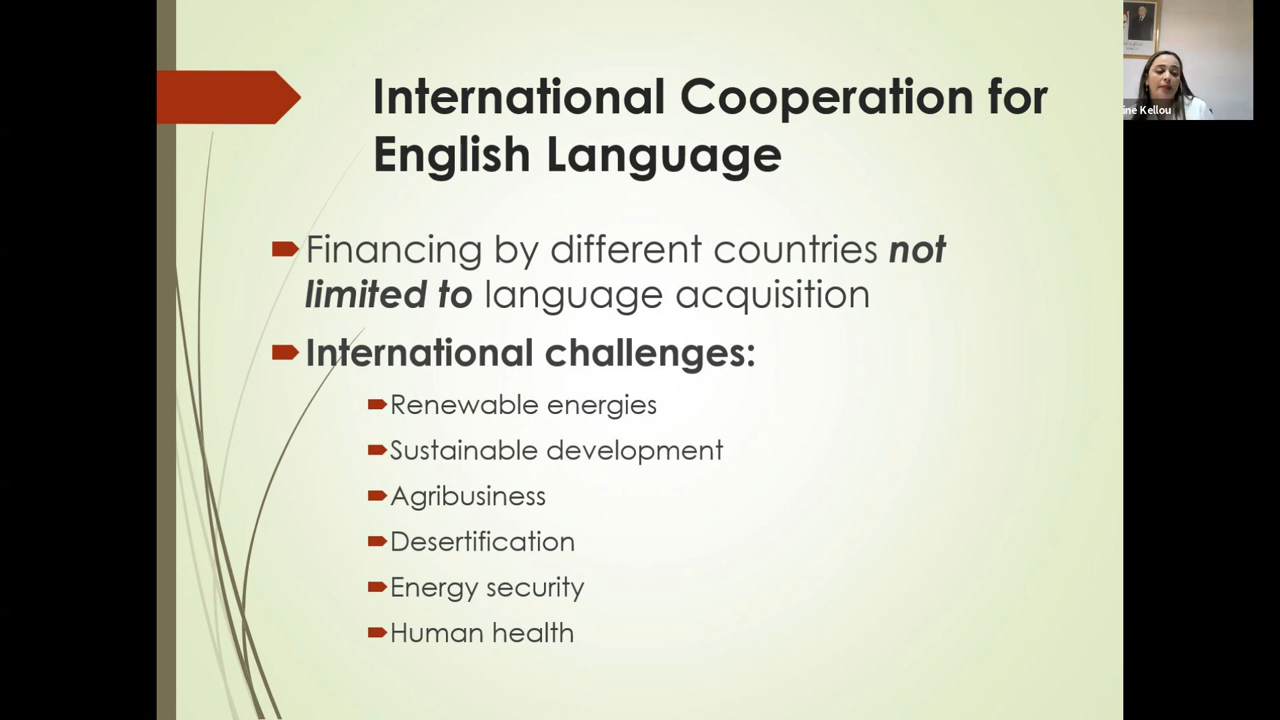 International Cooperation for
English Language
Financing by different countries not
limited to language acquisition
International challenges:
Renewable energies
Sustainable development
Agribusiness
Desertification
Energy security
Human health
Kellou